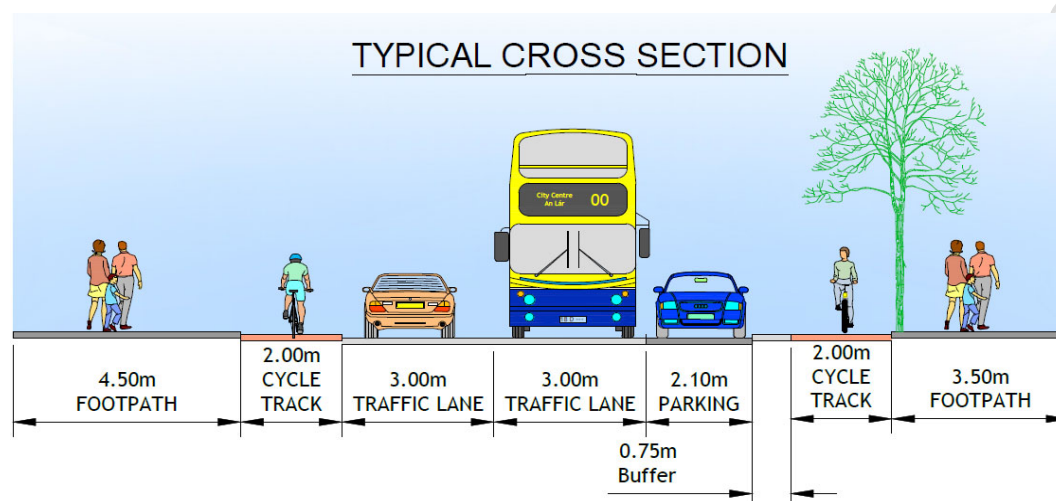 TYPICAL CROSS SECTION
City Centre
An Lár
00
4.50m
FOOTPATH
2.00m
CYCLE
TRACK
3.00m
TRAFFIC LANE
3.00m
TRAFFIC LANE
2.10m
PARKING
0.75m
Buffer
2.00m
CYCLE
TRACK
3.50m
FOOTPATH